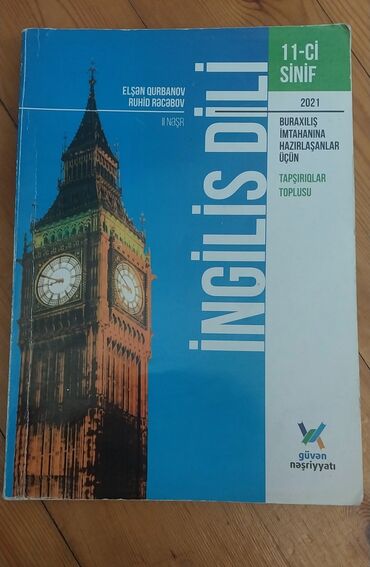 ELŞƏN QURBANOV
RUHİD RƏCƏBOV
II NƏŞR
İNGİLİS DİLİ
11-Cİ
SİNİF
2021
BURAXILIŞ
İMTAHANINA
HAZIRLAŞANLAR
ÜÇÜN
TAPŞIRIQLAR
TOPLUSU
güvən
nəşriyyatı